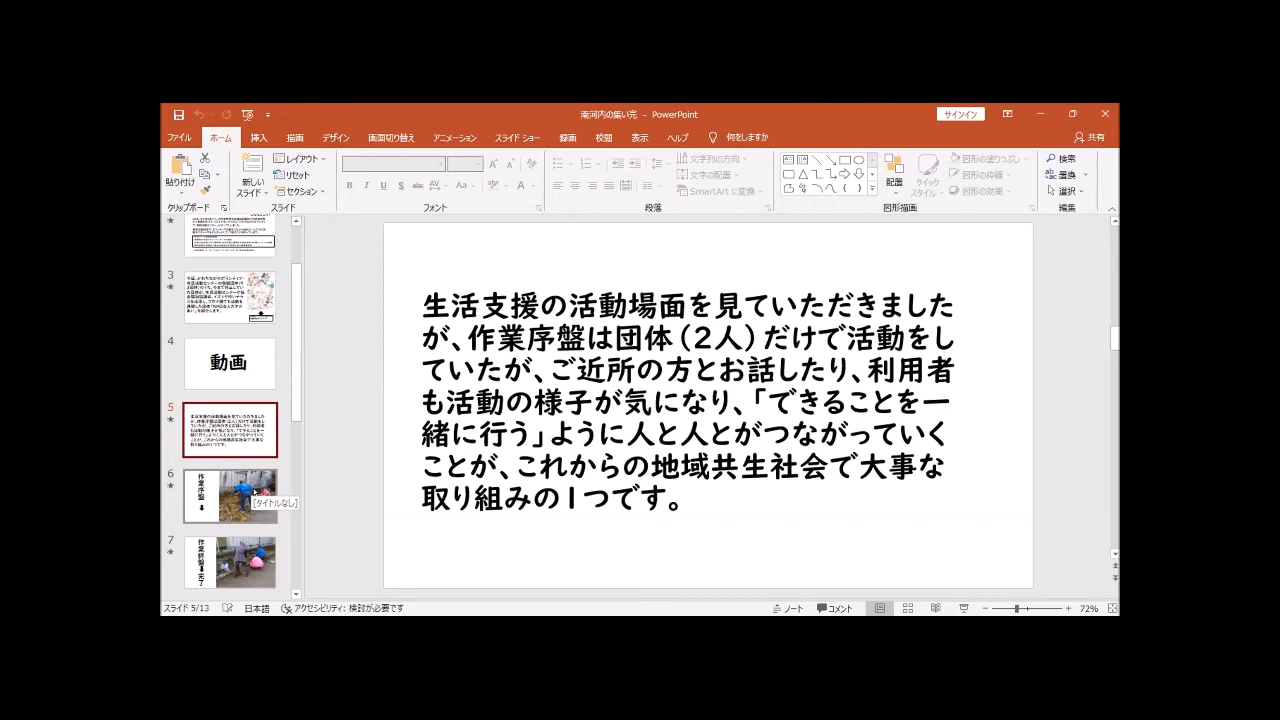 南河内の集い完 - PowerPoint
サインイン
ファイル ホーム 挿入 描画 デザイン 画面切り替え アニメーション スライド ショー 録画 校閲 表示 ヘルプ 何をしますか 共有
貼り付け
新しい
スライド
レイアウト
リセット
セクション
文字列の方向
文字の配置
SmartArt に変換
配置
クイック
スタイル
図形の塗りつぶし
図形の枠線
図形の効果
検索
置換
選択
クリップボード スライド フォント 段落 図形描画 編集
3
4
動画
5
6
作業序盤
[タイトルなし]
7
生活支援の活動場面を見ていただきました
が、作業序盤は団体（2人）だけで活動をし
ていたが、ご近所の方とお話したり、利用者
も活動の様子が気になり、「できることを一
緒に行う」ように人と人とがつながっていく
ことが、これからの地域共生社会で大事な
取り組みの1つです。
スライド 5/13 日本語 アクセシビリティ: 検討が必要です ノート コメント 72%